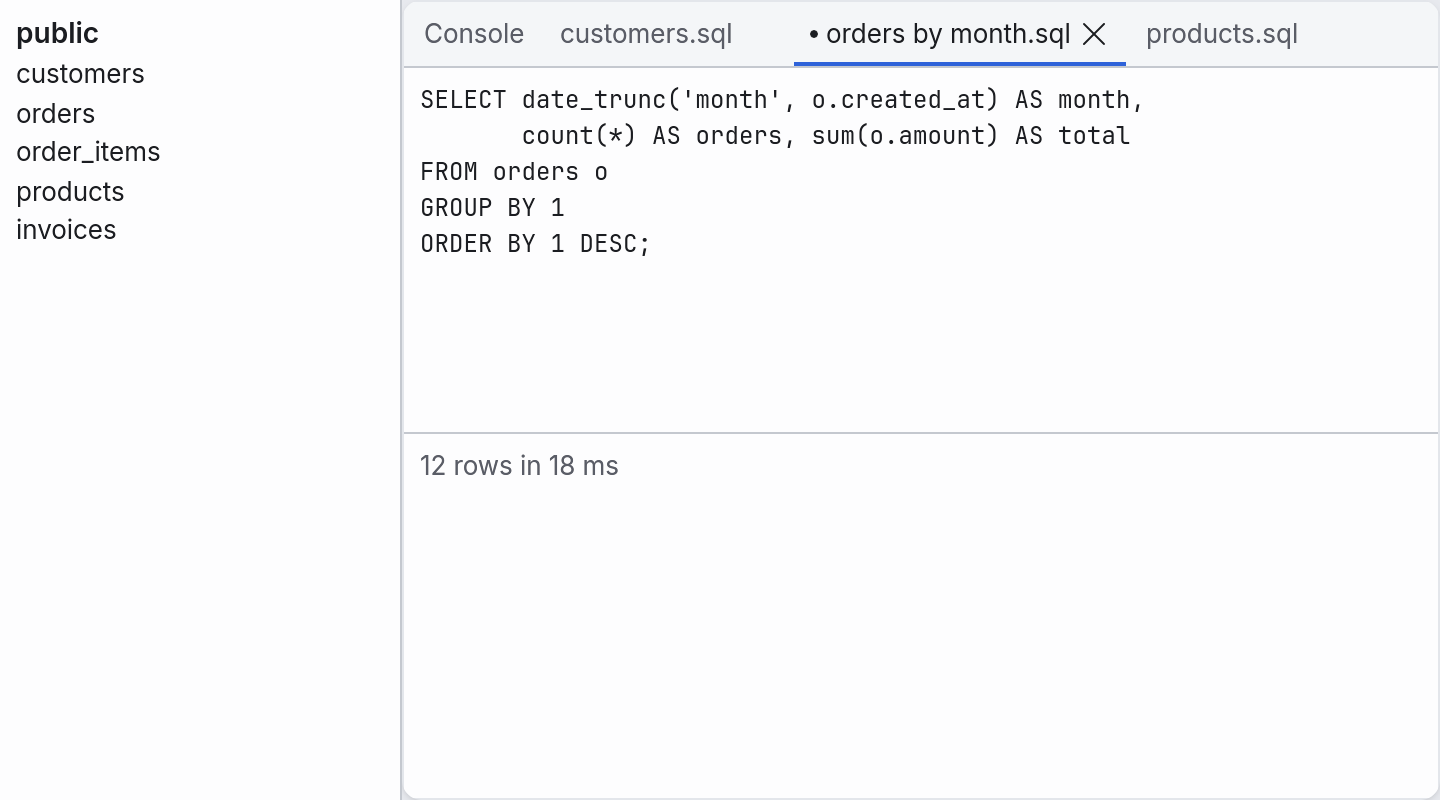 public
customers
orders
order_items
products
invoices
Console customers.sql • orders by month.sql products.sql
SELECT date_trunc('month', o.created_at) AS month,
       count(*) AS orders, sum(o.amount) AS total
FROM orders o
GROUP BY 1
ORDER BY 1 DESC;
12 rows in 18 ms